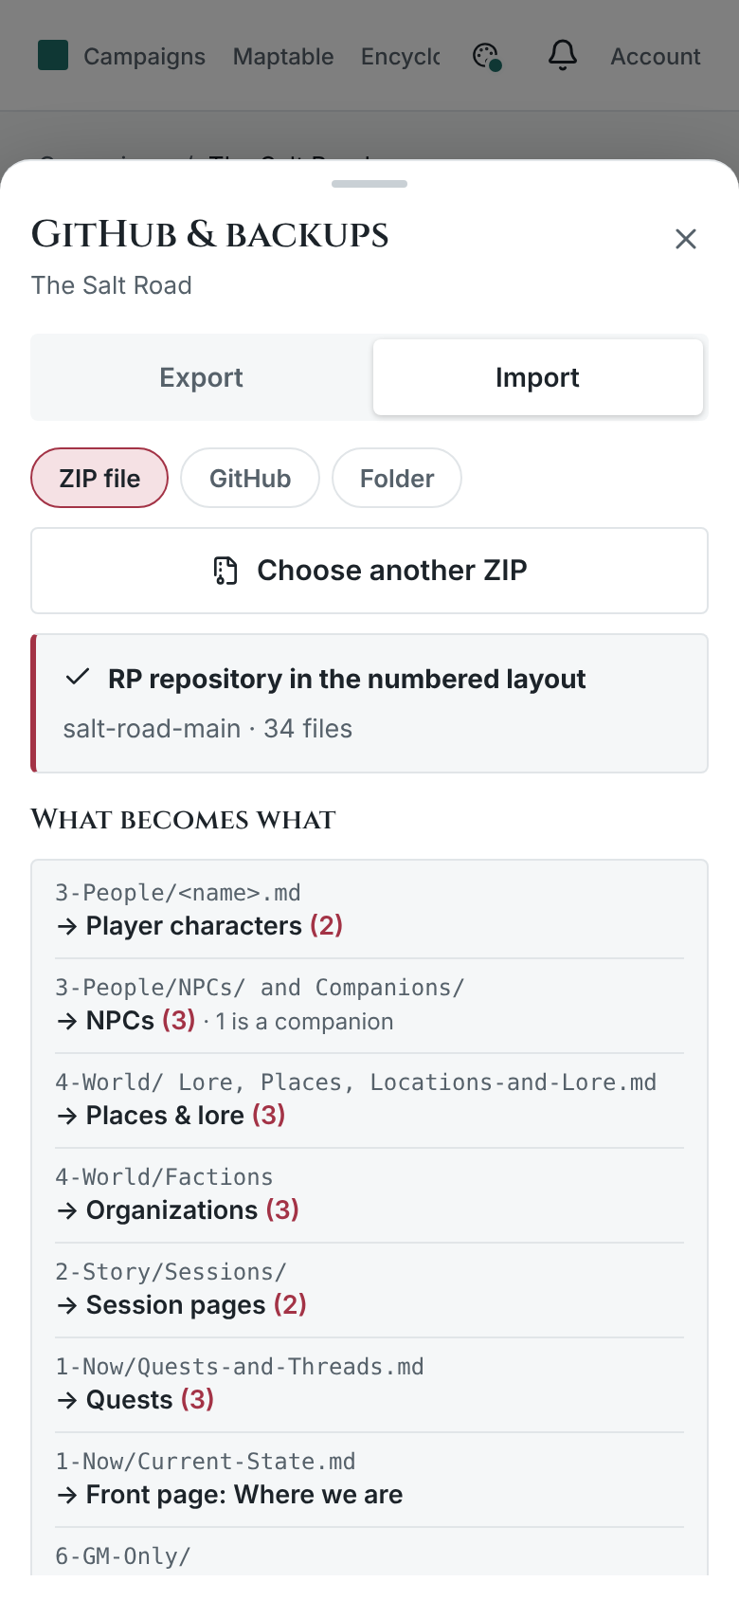 Campaigns Maptable Encyclc Account
GitHub & backups
The Salt Road
Export Import
ZIP file GitHub Folder
Choose another ZIP
RP repository in the numbered layout
salt-road-main · 34 files
What becomes what
3-People/<name>.md
→ Player characters (2)
3-People/NPCs/ and Companions/
→ NPCs (3) · 1 is a companion
4-World/ Lore, Places, Locations-and-Lore.md
→ Places & lore (3)
4-World/Factions
→ Organizations (3)
2-Story/Sessions/
→ Session pages (2)
1-Now/Quests-and-Threads.md
→ Quests (3)
1-Now/Current-State.md
→ Front page: Where we are
6-GM-Only/